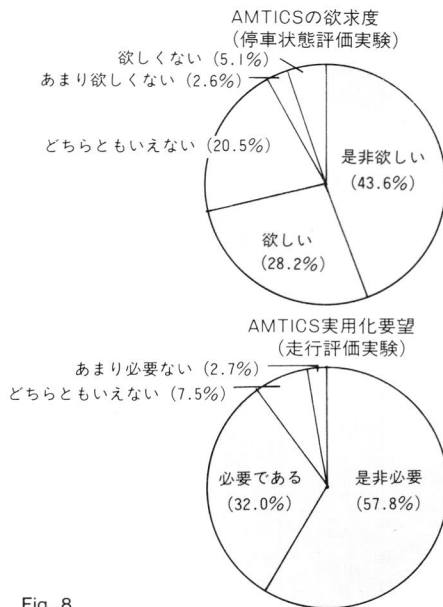 AMTICSの欲求度
(停車状態評価実験)
欲しくない (5.1%)
あまり欲しくない (2.6%)
どちらともいえない (20.5%)
是非欲しい
(43.6%)
欲しい
(28.2%)
AMTICS実用化要望
(走行評価実験)
あまり必要ない (2.7%)
どちらともいえない (7.5%)
必要である
(32.0%)
是非必要
(57.8%)
Fig. 8